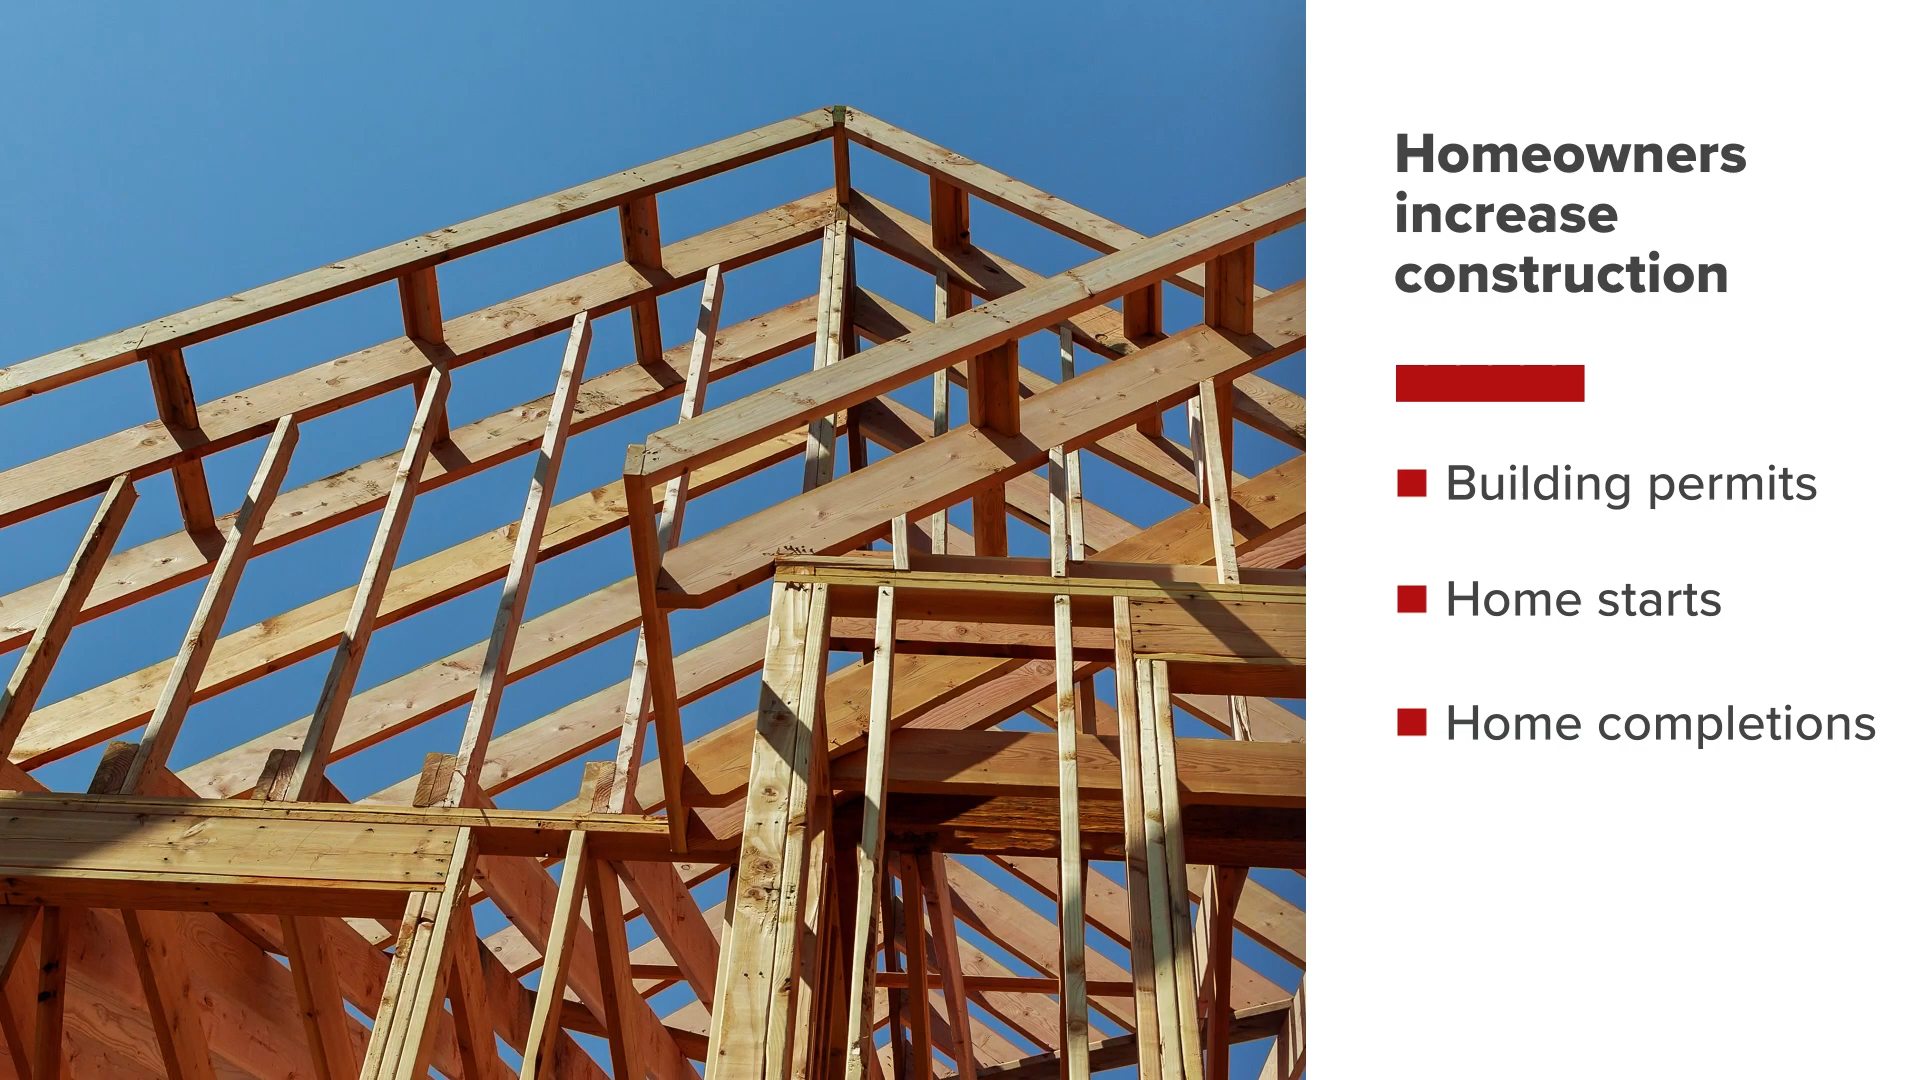 Homeowners
increase
construction
Building permits
Home starts
Home completions